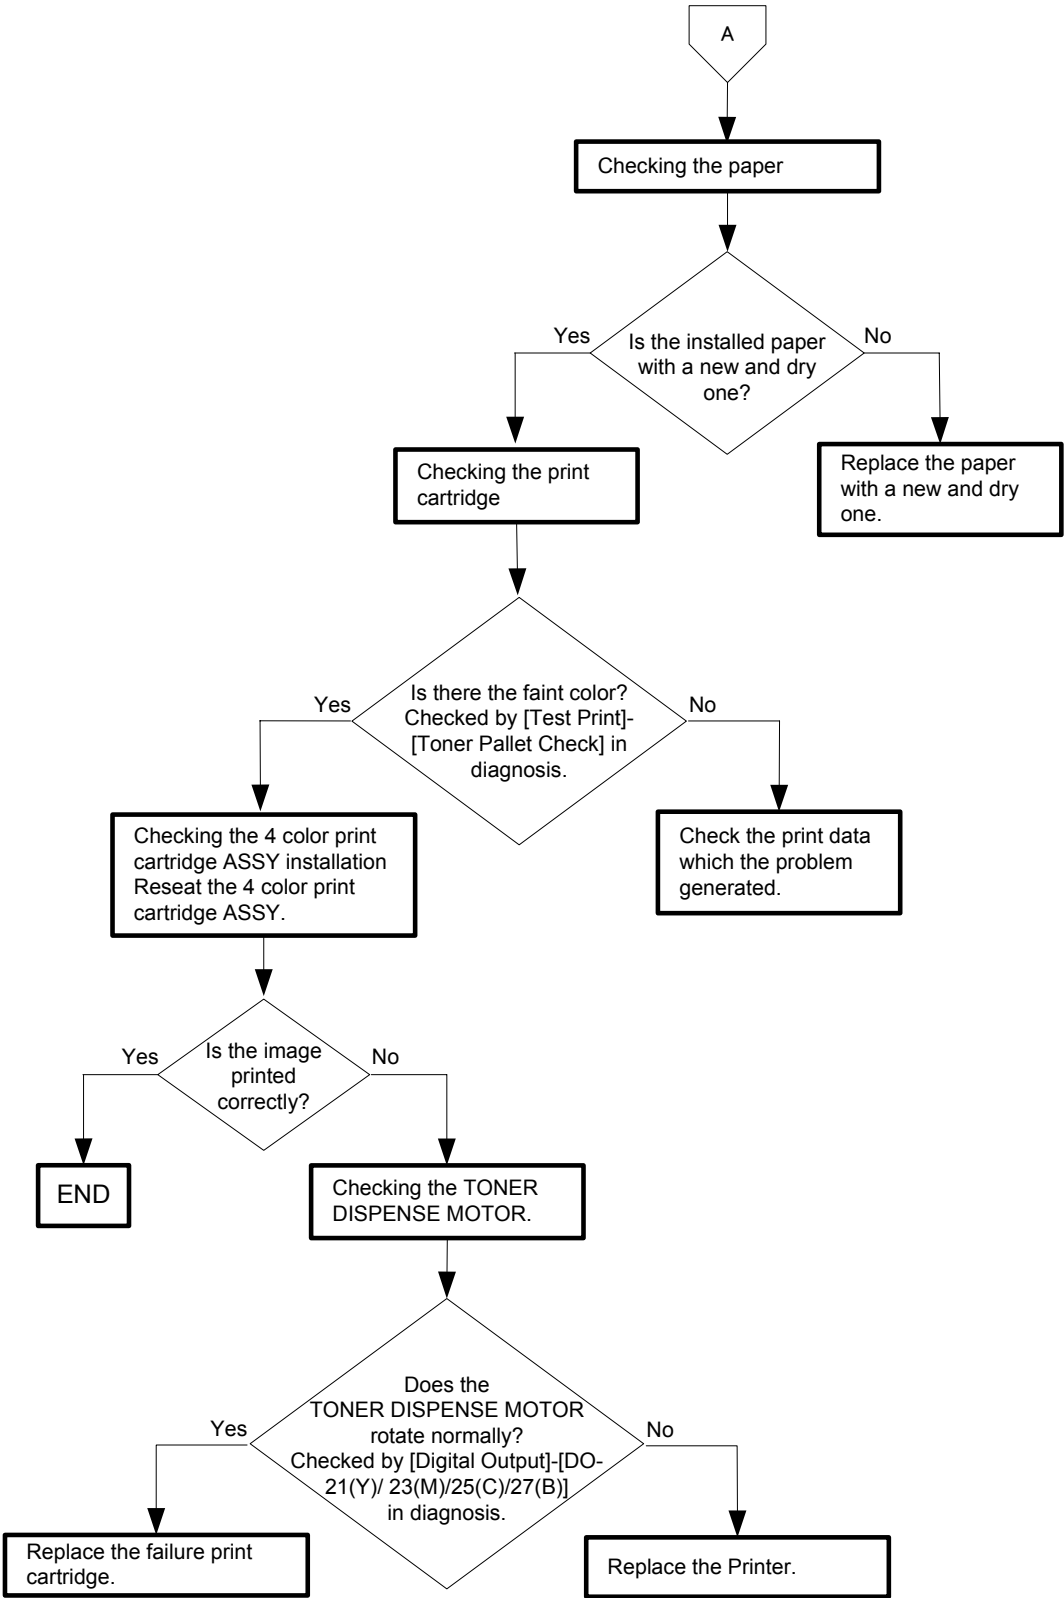 A
Checking the paper
Yes
No
Is the installed paper
with a new and dry
one?
Checking the print
cartridge
Replace the paper
with a new and dry
one.
Yes
No
Is there the faint color?
Checked by [Test Print]-
[Toner Pallet Check] in
diagnosis.
Checking the 4 color print
cartridge ASSY installation
Reseat the 4 color print
cartridge ASSY.
Check the print data
which the problem
generated.
Yes
No
Is the image
printed
correctly?
END
Checking the TONER
DISPENSE MOTOR.
Yes
No
Does the
TONER DISPENSE MOTOR
rotate normally?
Checked by [Digital Output]-[DO-
21(Y)/ 23(M)/25(C)/27(B)]
in diagnosis.
Replace the failure print
cartridge.
Replace the Printer.